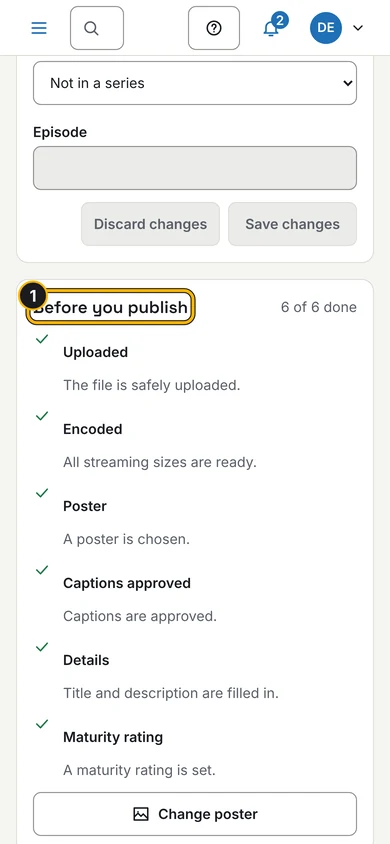 2
DE
Not in a series
Episode
Discard changes
Save changes
1
Before you publish
6 of 6 done
Uploaded
The file is safely uploaded.
Encoded
All streaming sizes are ready.
Poster
A poster is chosen.
Captions approved
Captions are approved.
Details
Title and description are filled in.
Maturity rating
A maturity rating is set.
Change poster